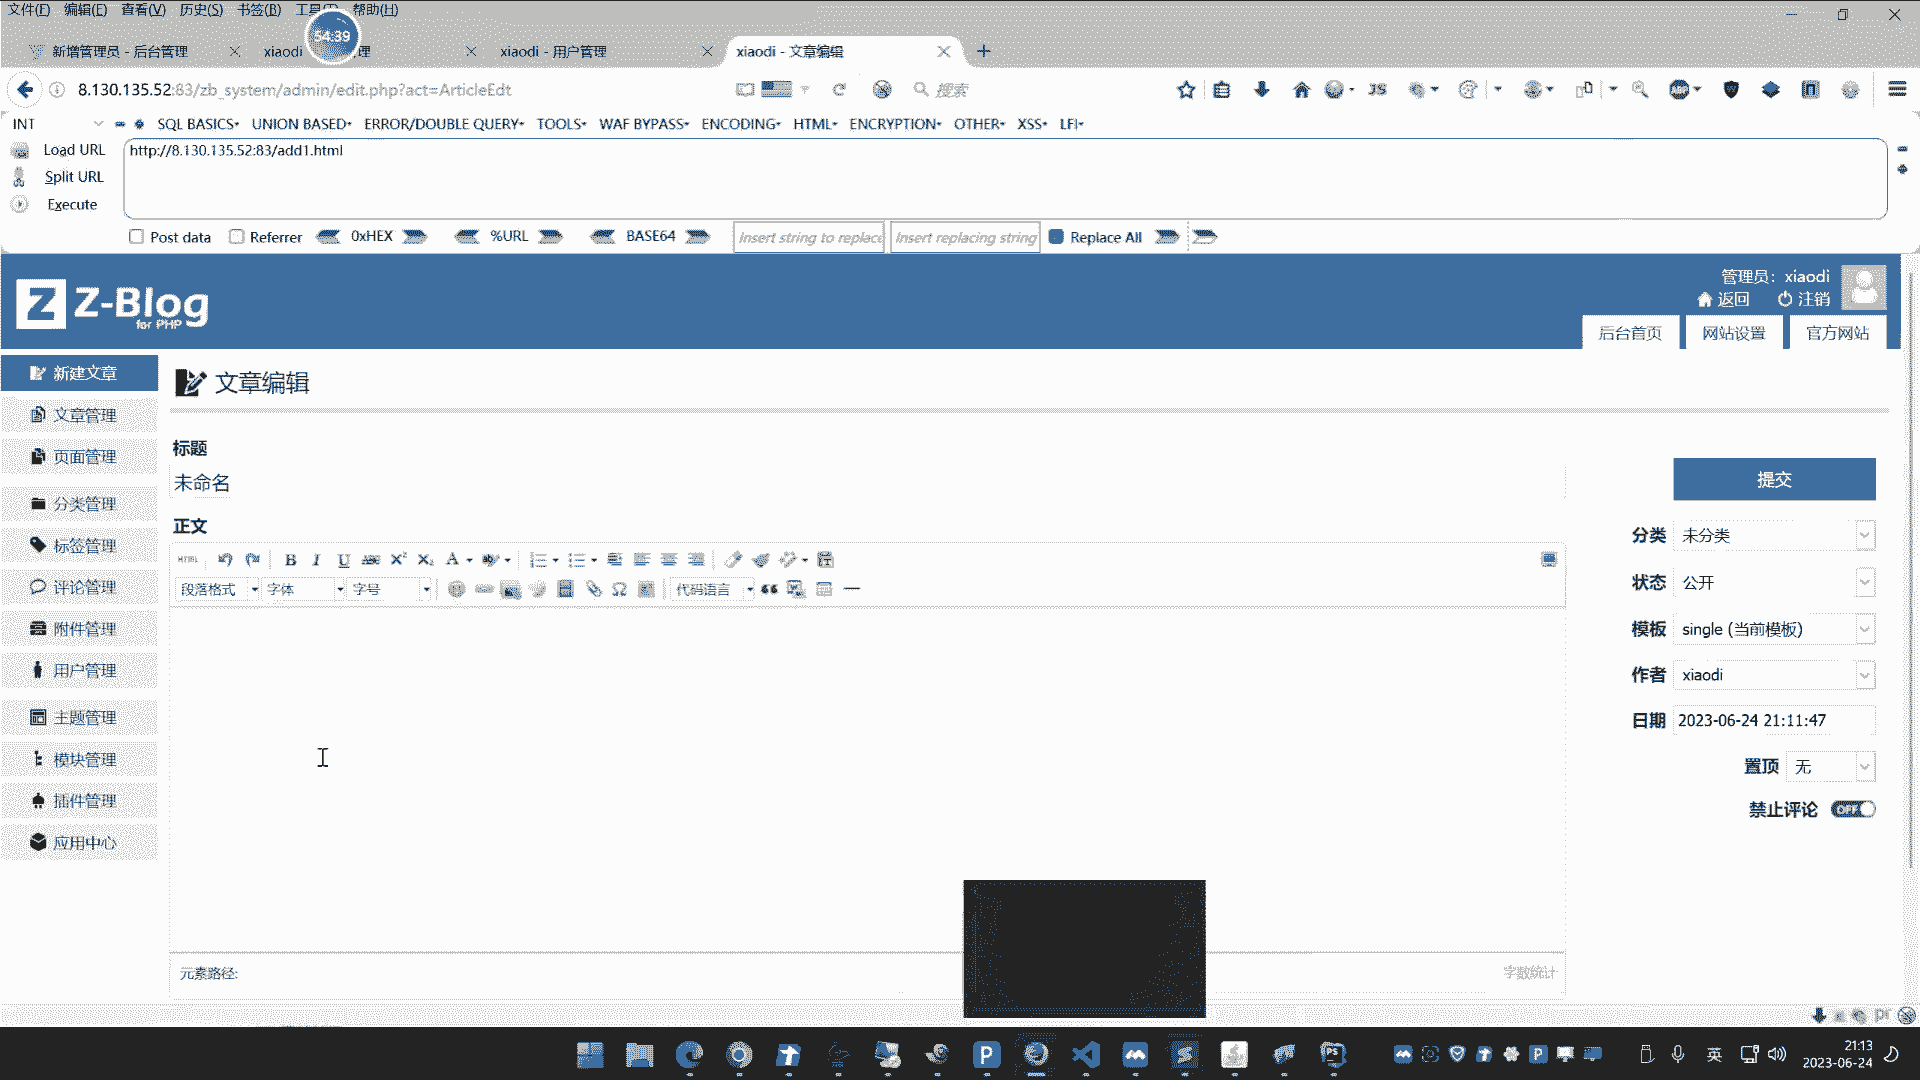 文件(F) 编辑(E) 查看(V) 历史(S) 书签(B) 帮助(H)
54:39
新增管理员 - 后台管理 xiaodi 理 xiaodi - 用户管理 xiaodi - 文章编辑
8.130.135.52:83/zb_system/admin/edit.php?act=ArticleEdt 搜索 JS ABP
INT SQL BASICS UNION BASED ERROR/DOUBLE QUERY TOOLS WAF BYPASS ENCODING HTML ENCRYPTION OTHER XSS LFI
Load URL http://8.130.135.52:83/add1.html
Split URL
Execute
Post data Referrer 0xHEX %URL BASE64 Insert string to replace Insert replacing string Replace All
Z-Blog
for PHP
管理员：xiaodi
返回 注销
后台首页 网站设置 官方网站
新建文章
文章管理
页面管理
分类管理
标签管理
评论管理
附件管理
用户管理
主题管理
模块管理
插件管理
应用中心
文章编辑
标题
未命名
正文
HTML B I U ABC X² X₂ A
段落格式 字体 字号 代码语言
元素路径: 字数统计
提交
分类 未分类
状态 公开
模板 single (当前模板)
作者 xiaodi
日期 2023-06-24 21:11:47
置顶 无
禁止评论 OFF
英 21:13
2023-06-24